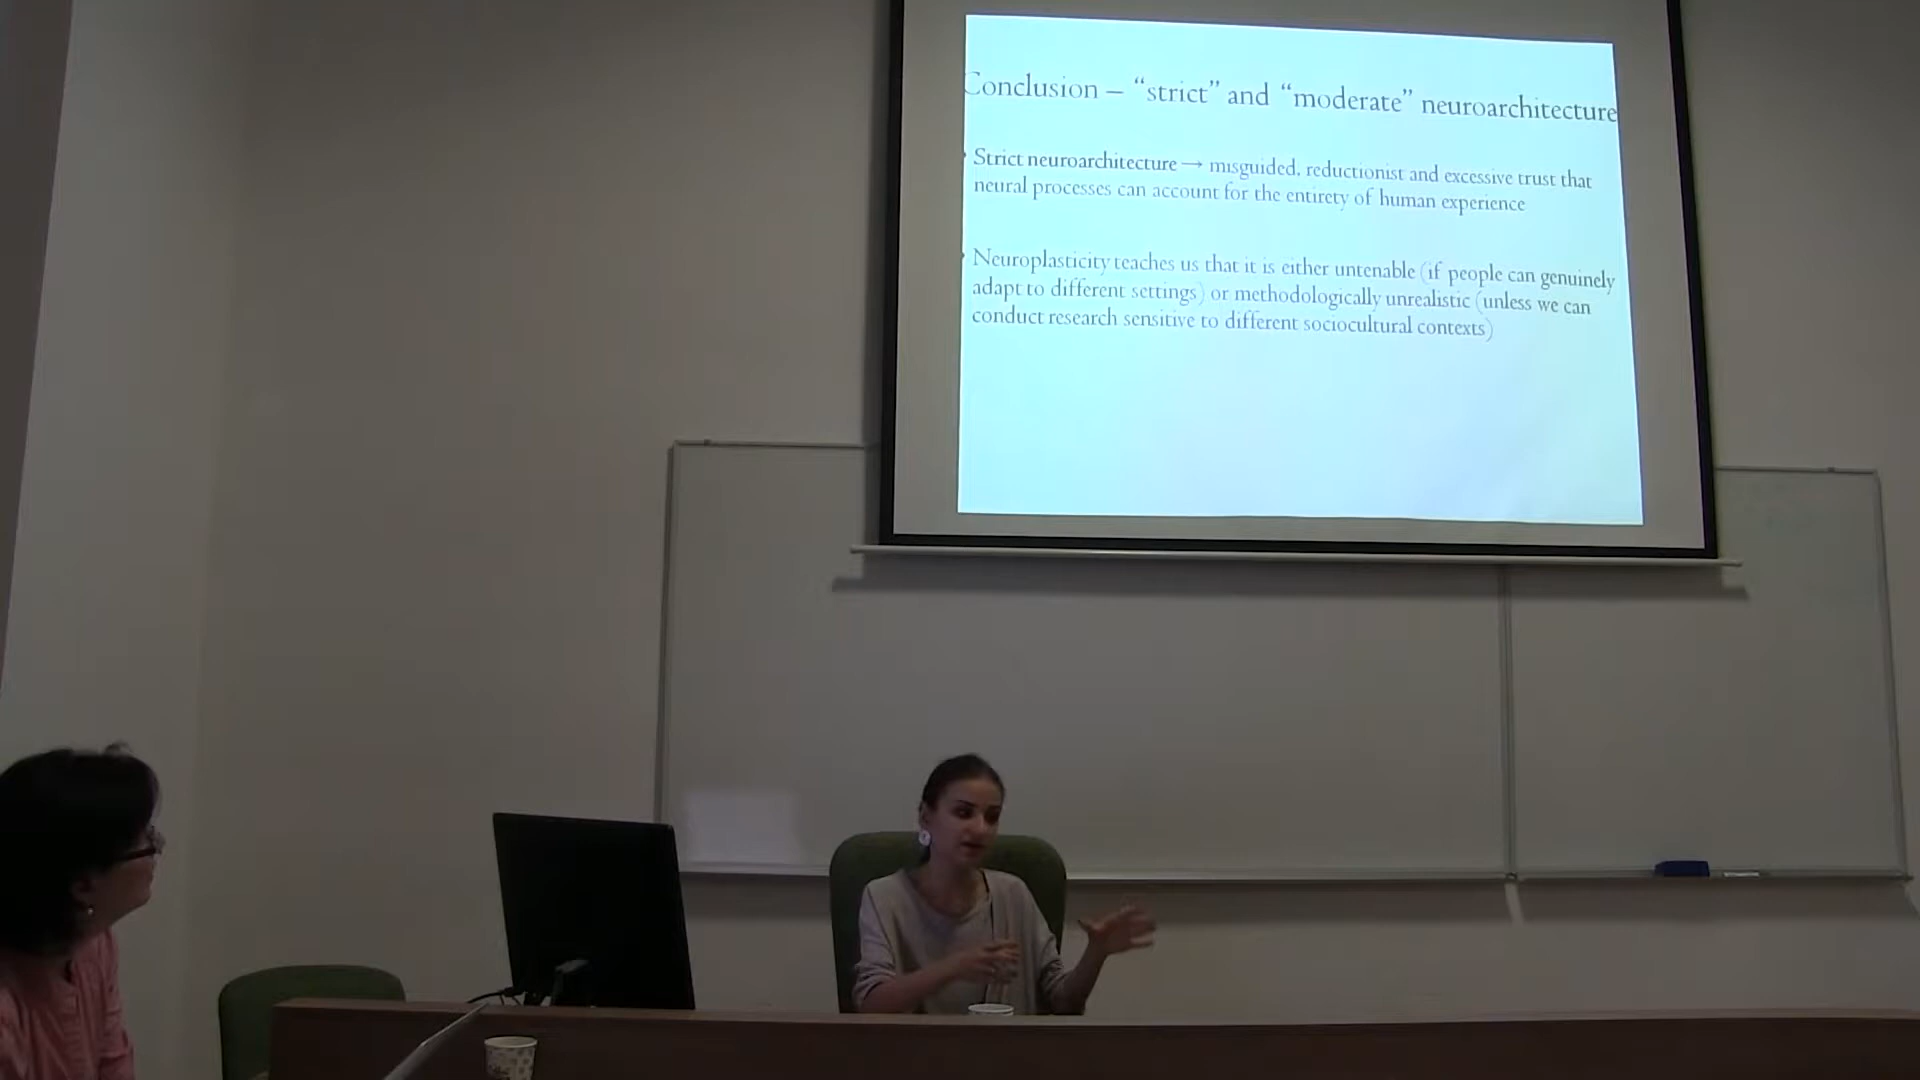 Conclusion – “strict” and “moderate” neuroarchitecture
Strict neuroarchitecture → misguided, reductionist and excessive trust that
neural processes can account for the entirety of human experience
Neuroplasticity teaches us that it is either untenable (if people can genuinely
adapt to different settings) or methodologically unrealistic (unless we can
conduct research sensitive to different sociocultural contexts)